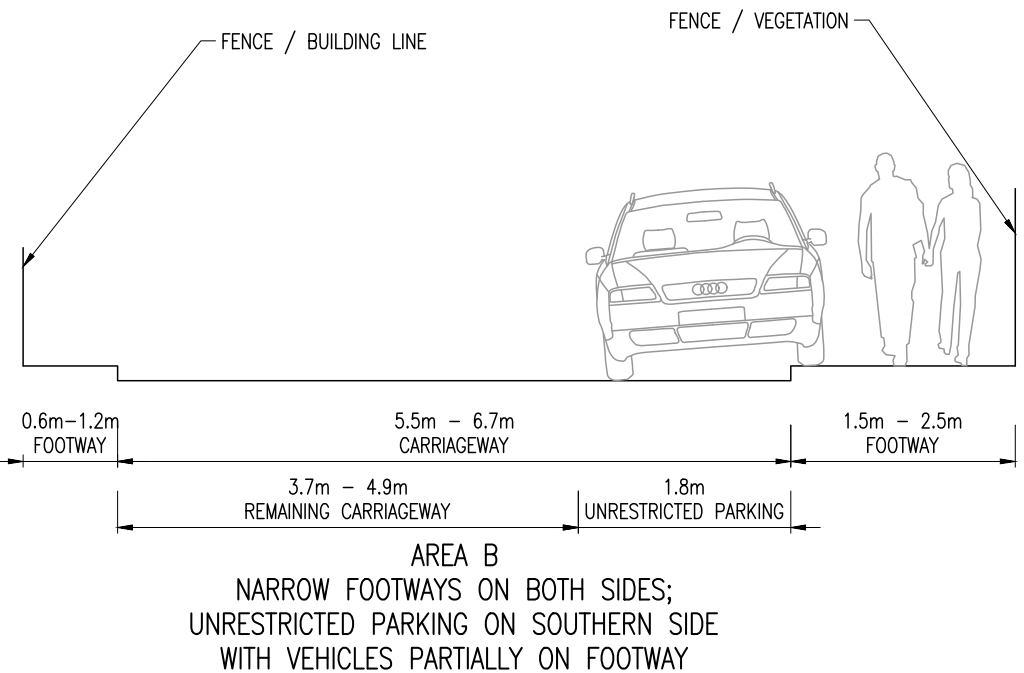 FENCE / VEGETATION
FENCE / BUILDING LINE
0.6m-1.2m
FOOTWAY
5.5m - 6.7m
CARRIAGEWAY
1.5m - 2.5m
FOOTWAY
3.7m - 4.9m
REMAINING CARRIAGEWAY
1.8m
UNRESTRICTED PARKING
AREA B
NARROW FOOTWAYS ON BOTH SIDES;
UNRESTRICTED PARKING ON SOUTHERN SIDE
WITH VEHICLES PARTIALLY ON FOOTWAY